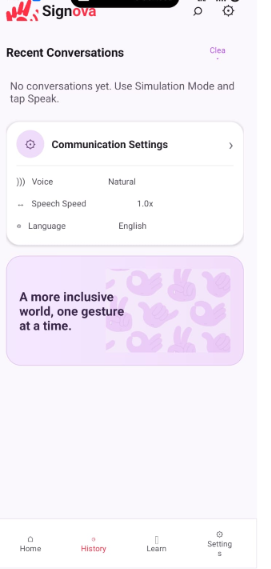 Signova
Recent Conversations
Clea
r
No conversations yet. Use Simulation Mode and
tap Speak.
Communication Settings
Voice Natural
Speech Speed 1.0x
Language English
A more inclusive
world, one gesture
at a time.
Home History Learn Setting
s